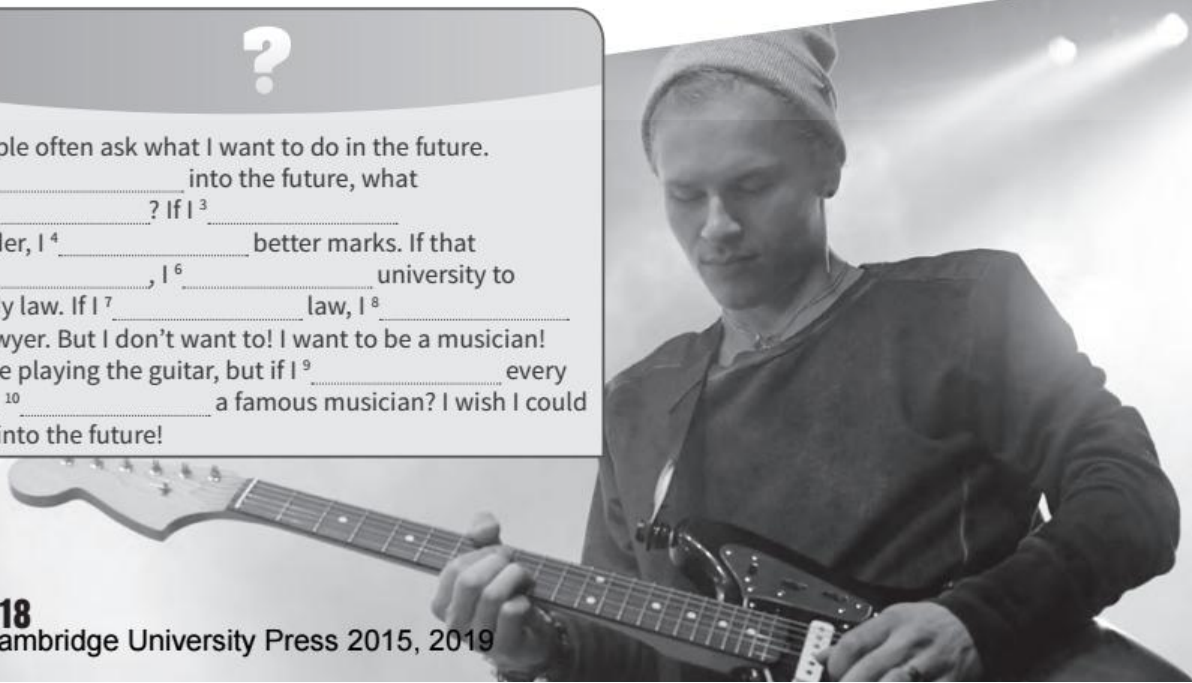 ?
ple often ask what I want to do in the future.
into the future, what
? If I 3
der, I 4 better marks. If that
, I 6 university to
y law. If I 7 law, I 8
wyer. But I don't want to! I want to be a musician!
e playing the guitar, but if I 9 every
10 a famous musician? I wish I could
into the future!
18
ambridge University Press 2015, 2019